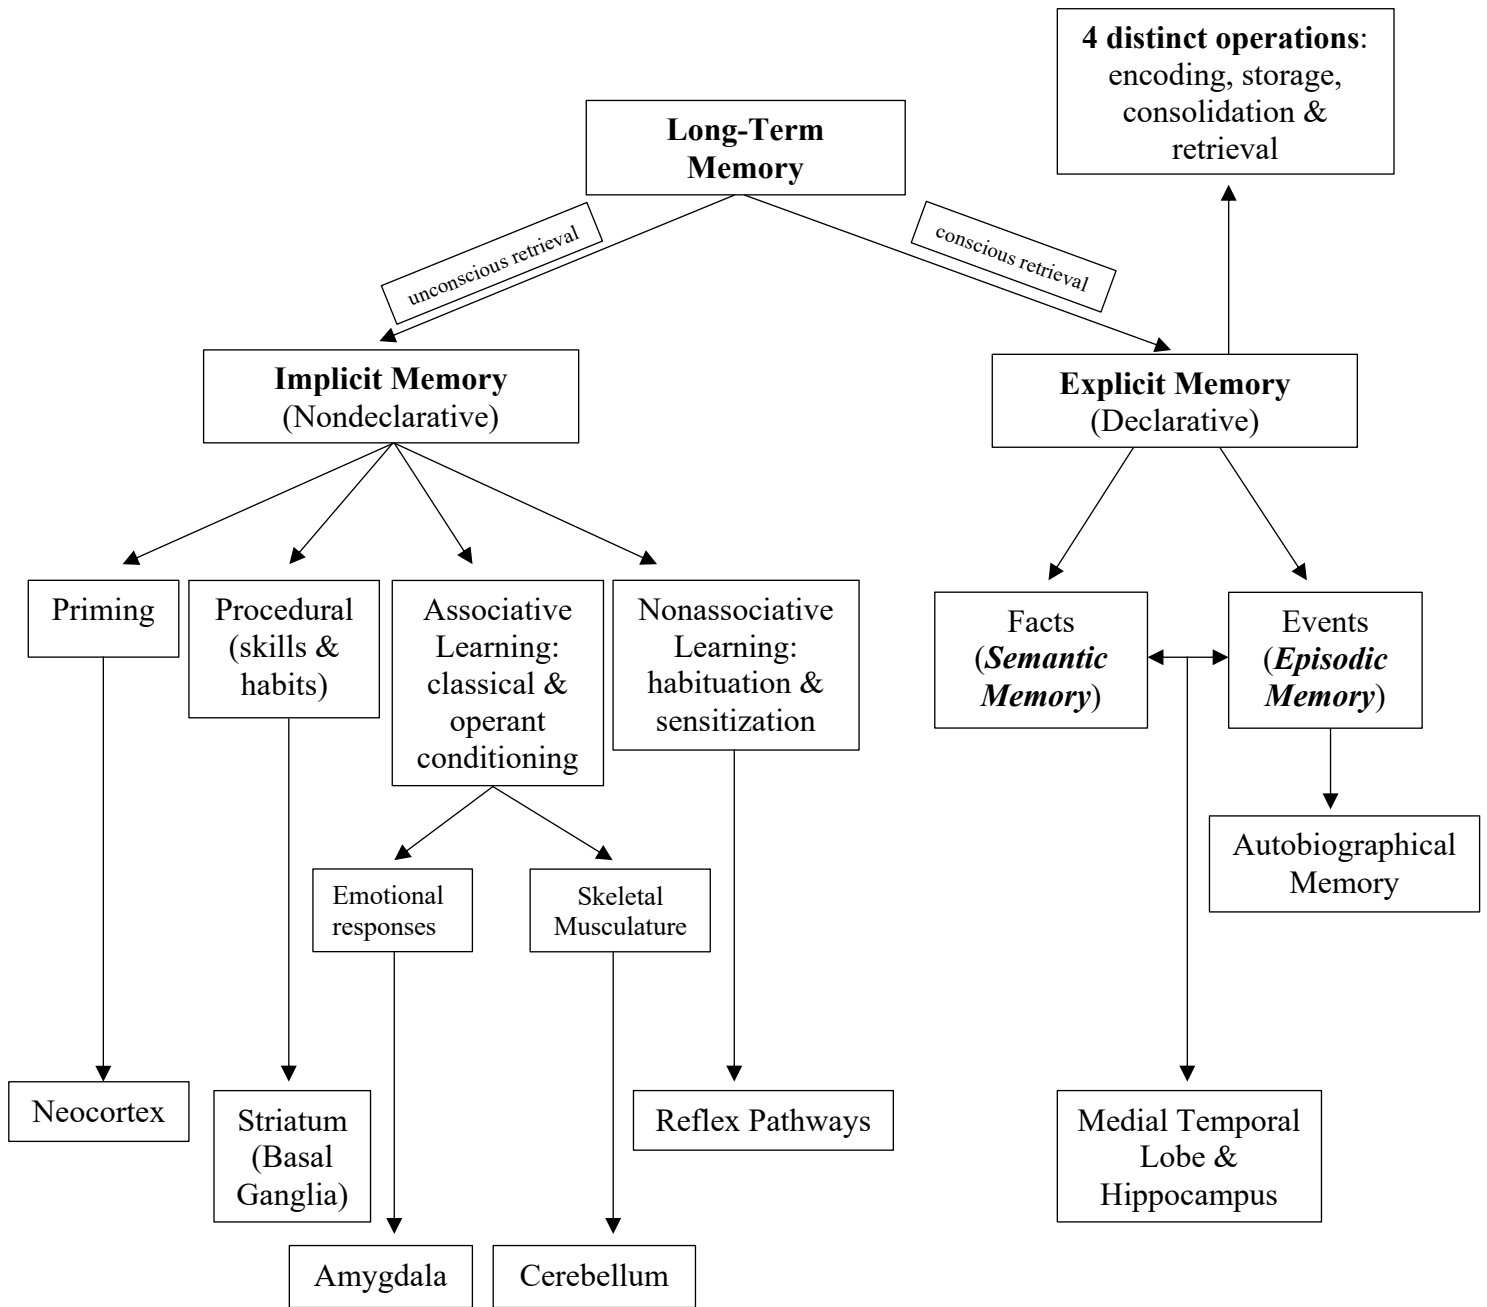 4 distinct operations:
encoding, storage,
consolidation &
retrieval
Long-Term
Memory
unconscious retrieval
conscious retrieval
Implicit Memory
(Nondeclarative)
Explicit Memory
(Declarative)
Priming
Procedural
(skills &
habits)
Associative
Learning:
classical &
operant
conditioning
Nonassociative
Learning:
habituation &
sensitization
Facts
(Semantic
Memory)
Events
(Episodic
Memory)
Autobiographical
Memory
Emotional
responses
Skeletal
Musculature
Neocortex
Striatum
(Basal
Ganglia)
Reflex Pathways
Medial Temporal
Lobe &
Hippocampus
Amygdala
Cerebellum